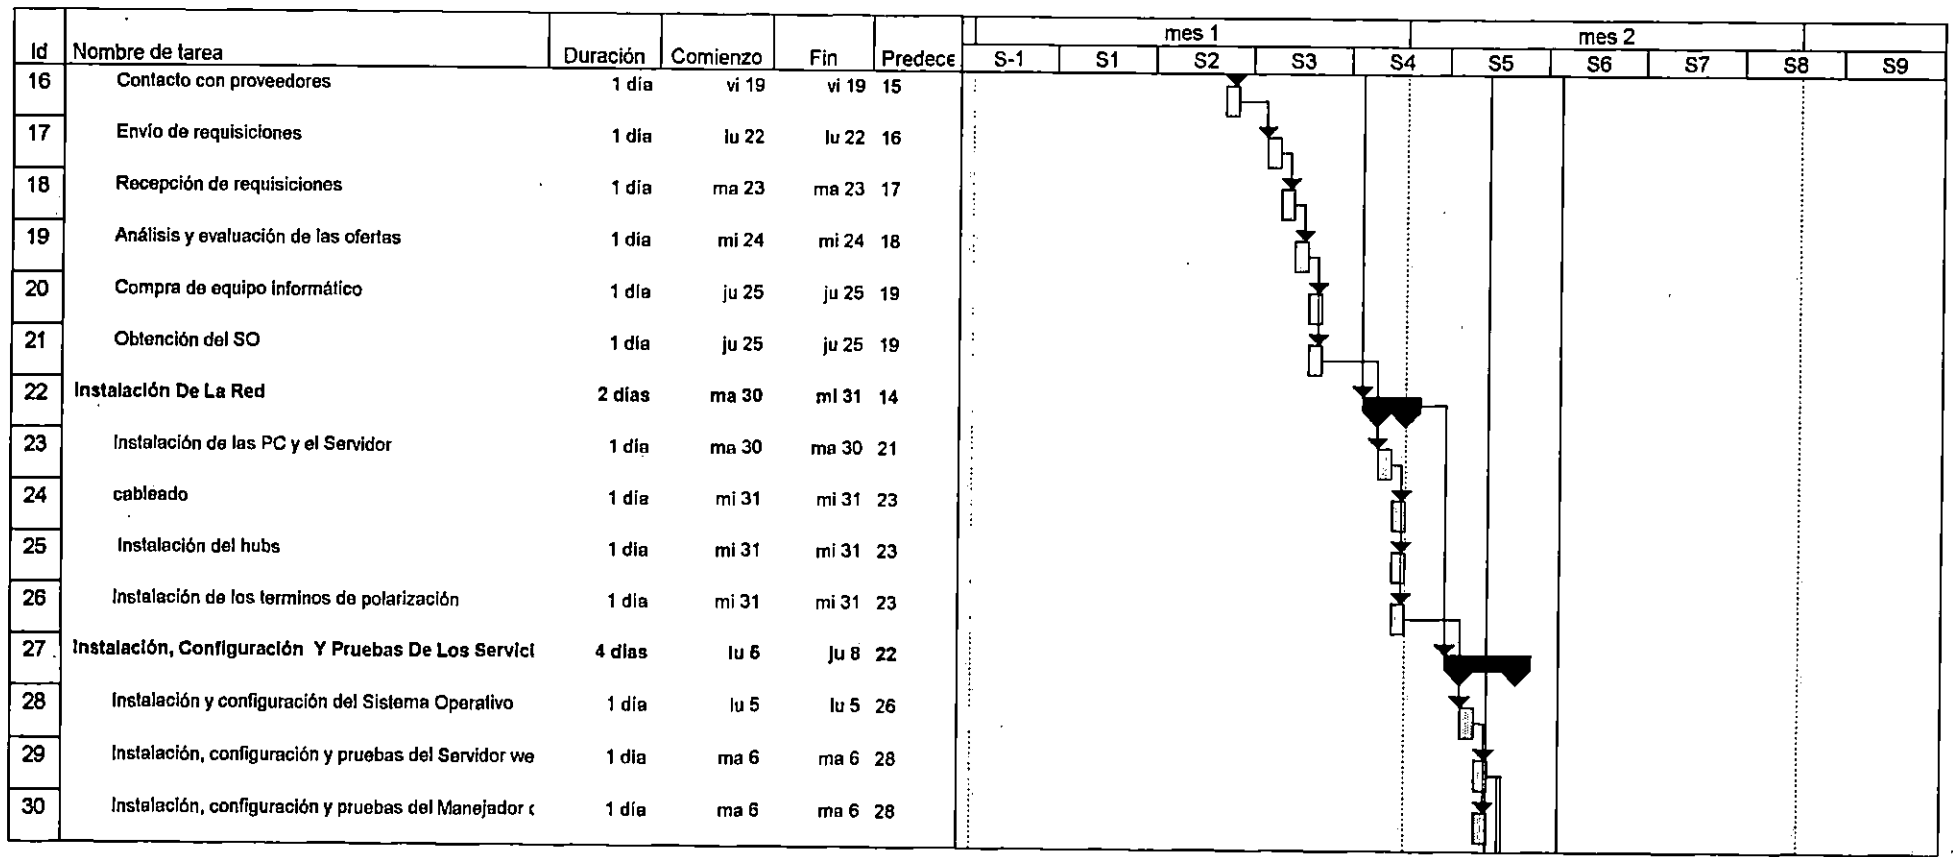 mes 1 mes 2
Id Nombre de tarea Duración Comienzo Fin Predece S-1 S1 S2 S3 S4 S5 S6 S7 S8 S9
16 Contacto con proveedores 1 día vi 19 vi 19 15
17 Envío de requisiciones 1 día lu 22 lu 22 16
18 Recepción de requisiciones 1 día ma 23 ma 23 17
19 Análisis y evaluación de las ofertas 1 día mi 24 mi 24 18
20 Compra de equipo informático 1 día ju 25 ju 25 19
21 Obtención del SO 1 día ju 25 ju 25 19
22 Instalación De La Red 2 días ma 30 mi 31 14
23 Instalación de las PC y el Servidor 1 día ma 30 ma 30 21
24 cableado 1 día mi 31 mi 31 23
25 Instalación del hubs 1 día mi 31 mi 31 23
26 Instalación de los terminos de polarización 1 día mi 31 mi 31 23
27 Instalación, Configuración Y Pruebas De Los Servici 4 días lu 5 ju 8 22
28 Instalación y configuración del Sistema Operativo 1 día lu 5 lu 5 26
29 Instalación, configuración y pruebas del Servidor we 1 día ma 6 ma 6 28
30 Instalación, configuración y pruebas del Manejador d 1 día ma 6 ma 6 28